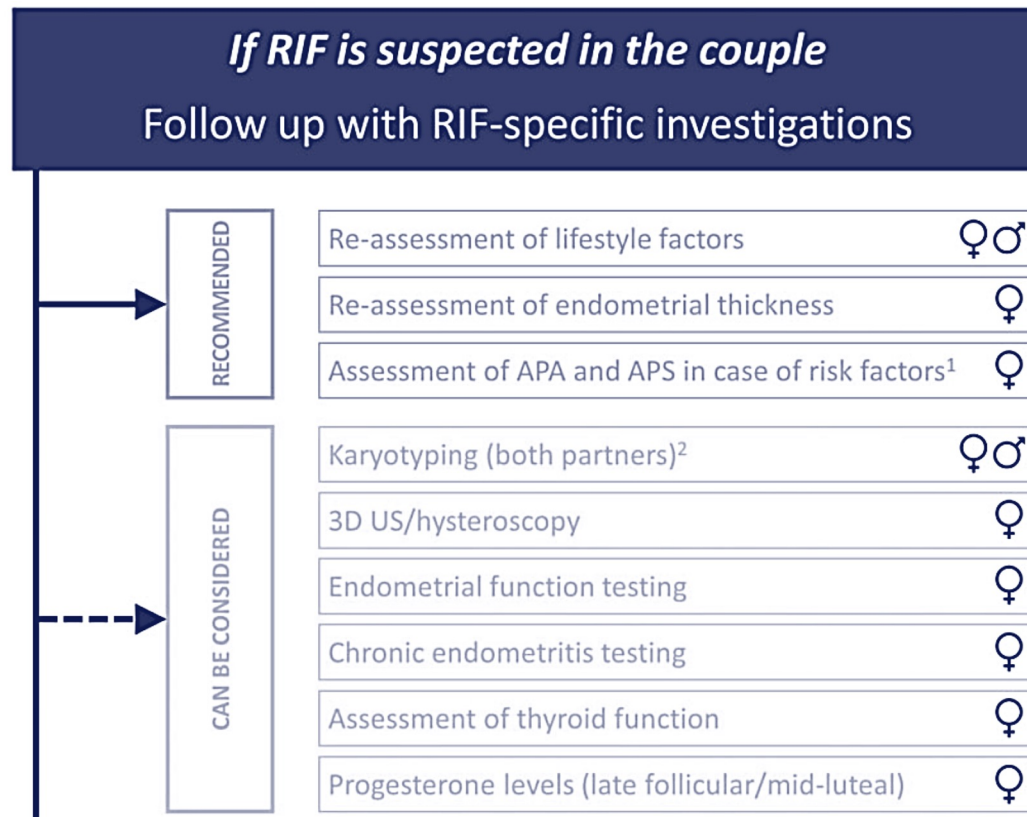 If RIF is suspected in the couple
Follow up with RIF-specific investigations
RECOMMENDED
Re-assessment of lifestyle factors ♀♂
Re-assessment of endometrial thickness ♀
Assessment of APA and APS in case of risk factors¹ ♀
CAN BE CONSIDERED
Karyotyping (both partners)² ♀♂
3D US/hysteroscopy ♀
Endometrial function testing ♀
Chronic endometritis testing ♀
Assessment of thyroid function ♀
Progesterone levels (late follicular/mid-luteal) ♀